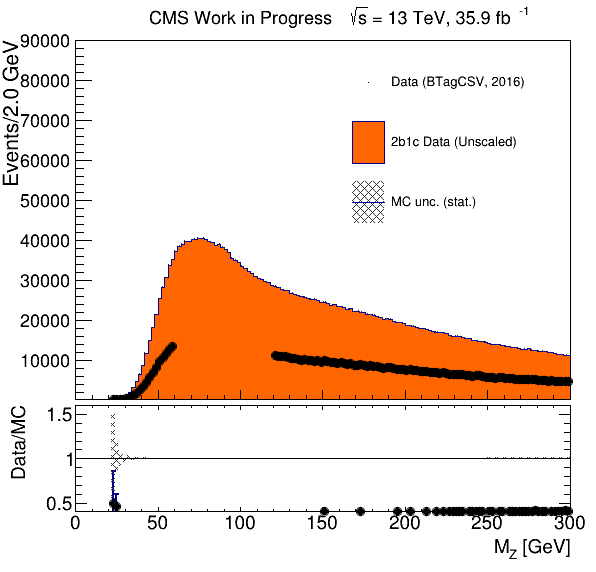 CMS Work in Progress √s = 13 TeV, 35.9 fb⁻¹
Events/2.0 GeV
90000
80000
70000
60000
50000
40000
30000
20000
10000
Data (BTagCSV, 2016)
2b1c Data (Unscaled)
MC unc. (stat.)
Data/MC
1.5
1
0.5
0 50 100 150 200 250 300
M_Z [GeV]